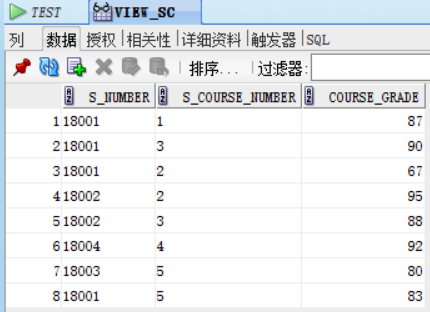 TEST VIEW_SC
列 数据 授权 相关性 详细资料 触发器 SQL
排序... 过滤器:
S_NUMBER S_COURSE_NUMBER COURSE_GRADE
1 18001 1 87
2 18001 3 90
3 18001 2 67
4 18002 2 95
5 18002 3 88
6 18004 4 92
7 18003 5 80
8 18001 5 83